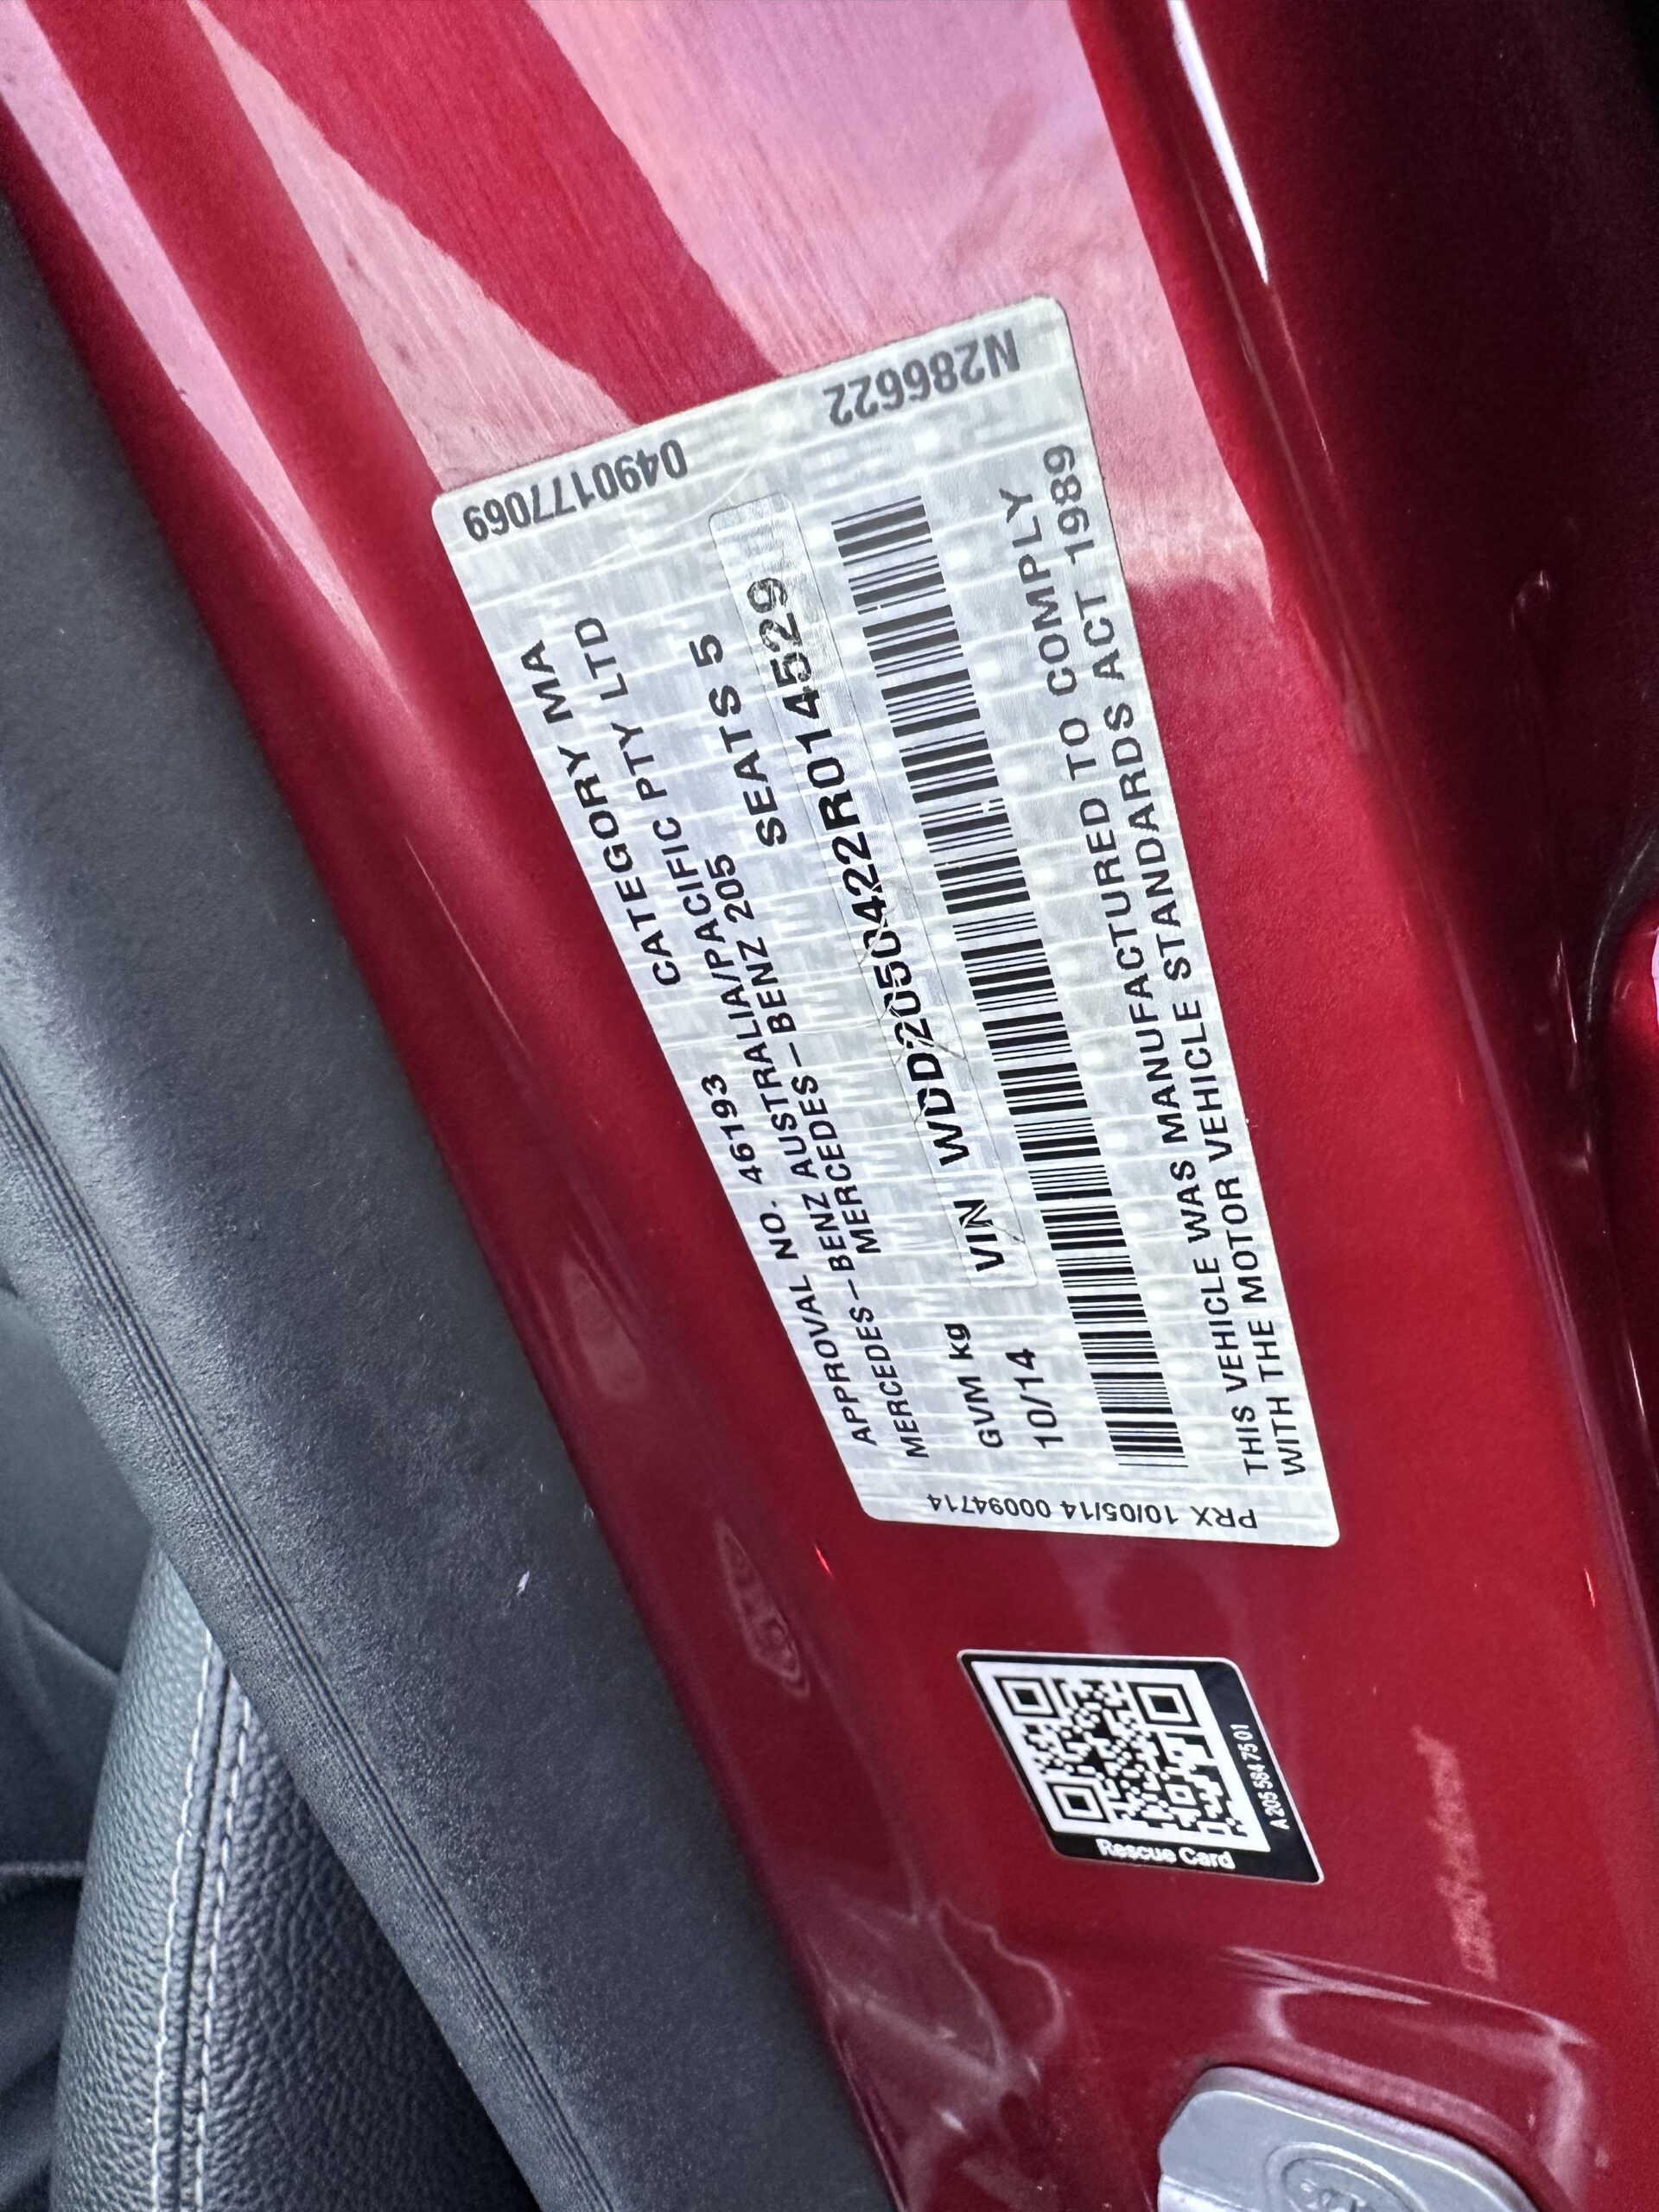 APPROVAL NO. 46193 CATEGORY MA
MERCEDES-BENZ AUSTRALIA/PACIFIC PTY LTD
MERCEDES-BENZ 205
GVM kg SEATS 5
10/14 VIN WDD2050422R014529
THIS VEHICLE WAS MANUFACTURED TO COMPLY
WITH THE MOTOR VEHICLE STANDARDS ACT 1989
PRX 10/05/14 00094714
N286622 0490177069
Rescue Card
A 205 584 75 01